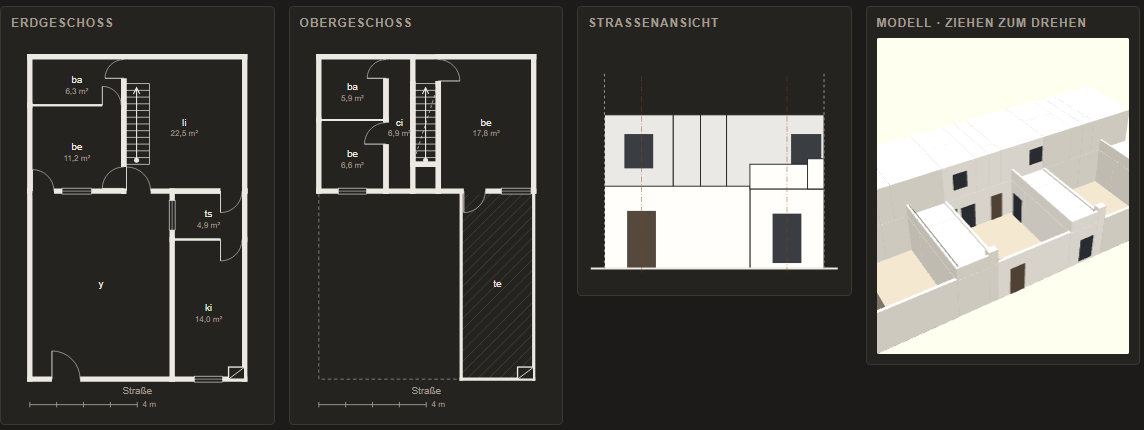 ERDGESCHOSS
ba
6,3 m²
li
22,5 m²
be
11,2 m²
ts
4,9 m²
y
ki
14,0 m²
Straße
4 m
OBERGESCHOSS
ba
5,9 m²
ci
6,9 m²
be
17,8 m²
be
6,6 m²
te
Straße
4 m
STRASSENANSICHT
MODELL · ZIEHEN ZUM DREHEN